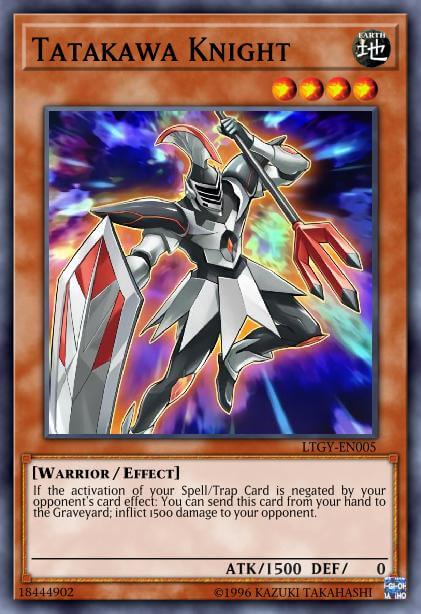 TATAKAWA KNIGHT
EARTH
地
LTGY-EN005
[WARRIOR / EFFECT]
If the activation of your Spell/Trap Card is negated by your
opponent's card effect: You can send this card from your hand to
the Graveyard; inflict 1500 damage to your opponent.
ATK/1500 DEF/ 0
18444902
©1996 KAZUKI TAKAHASHI